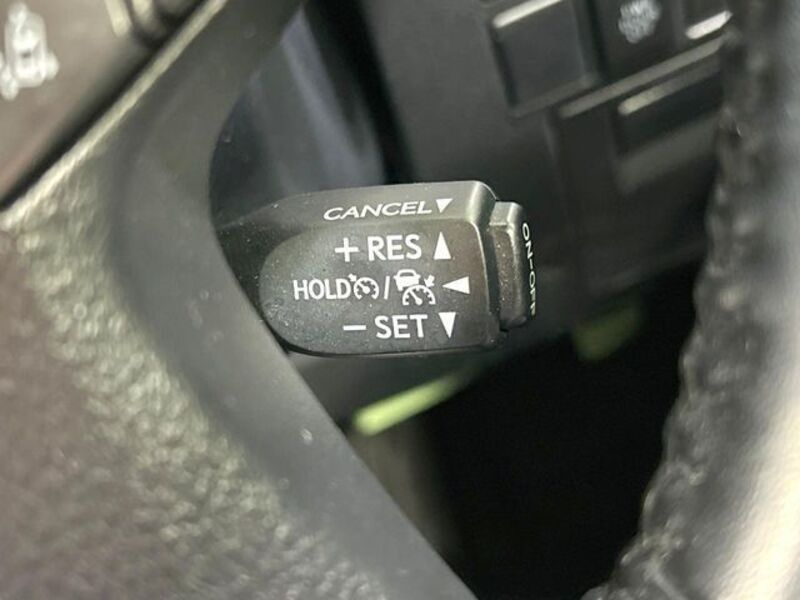 CANCEL▼
+RES▲
HOLD / ◀
−SET▼
ON-OFF